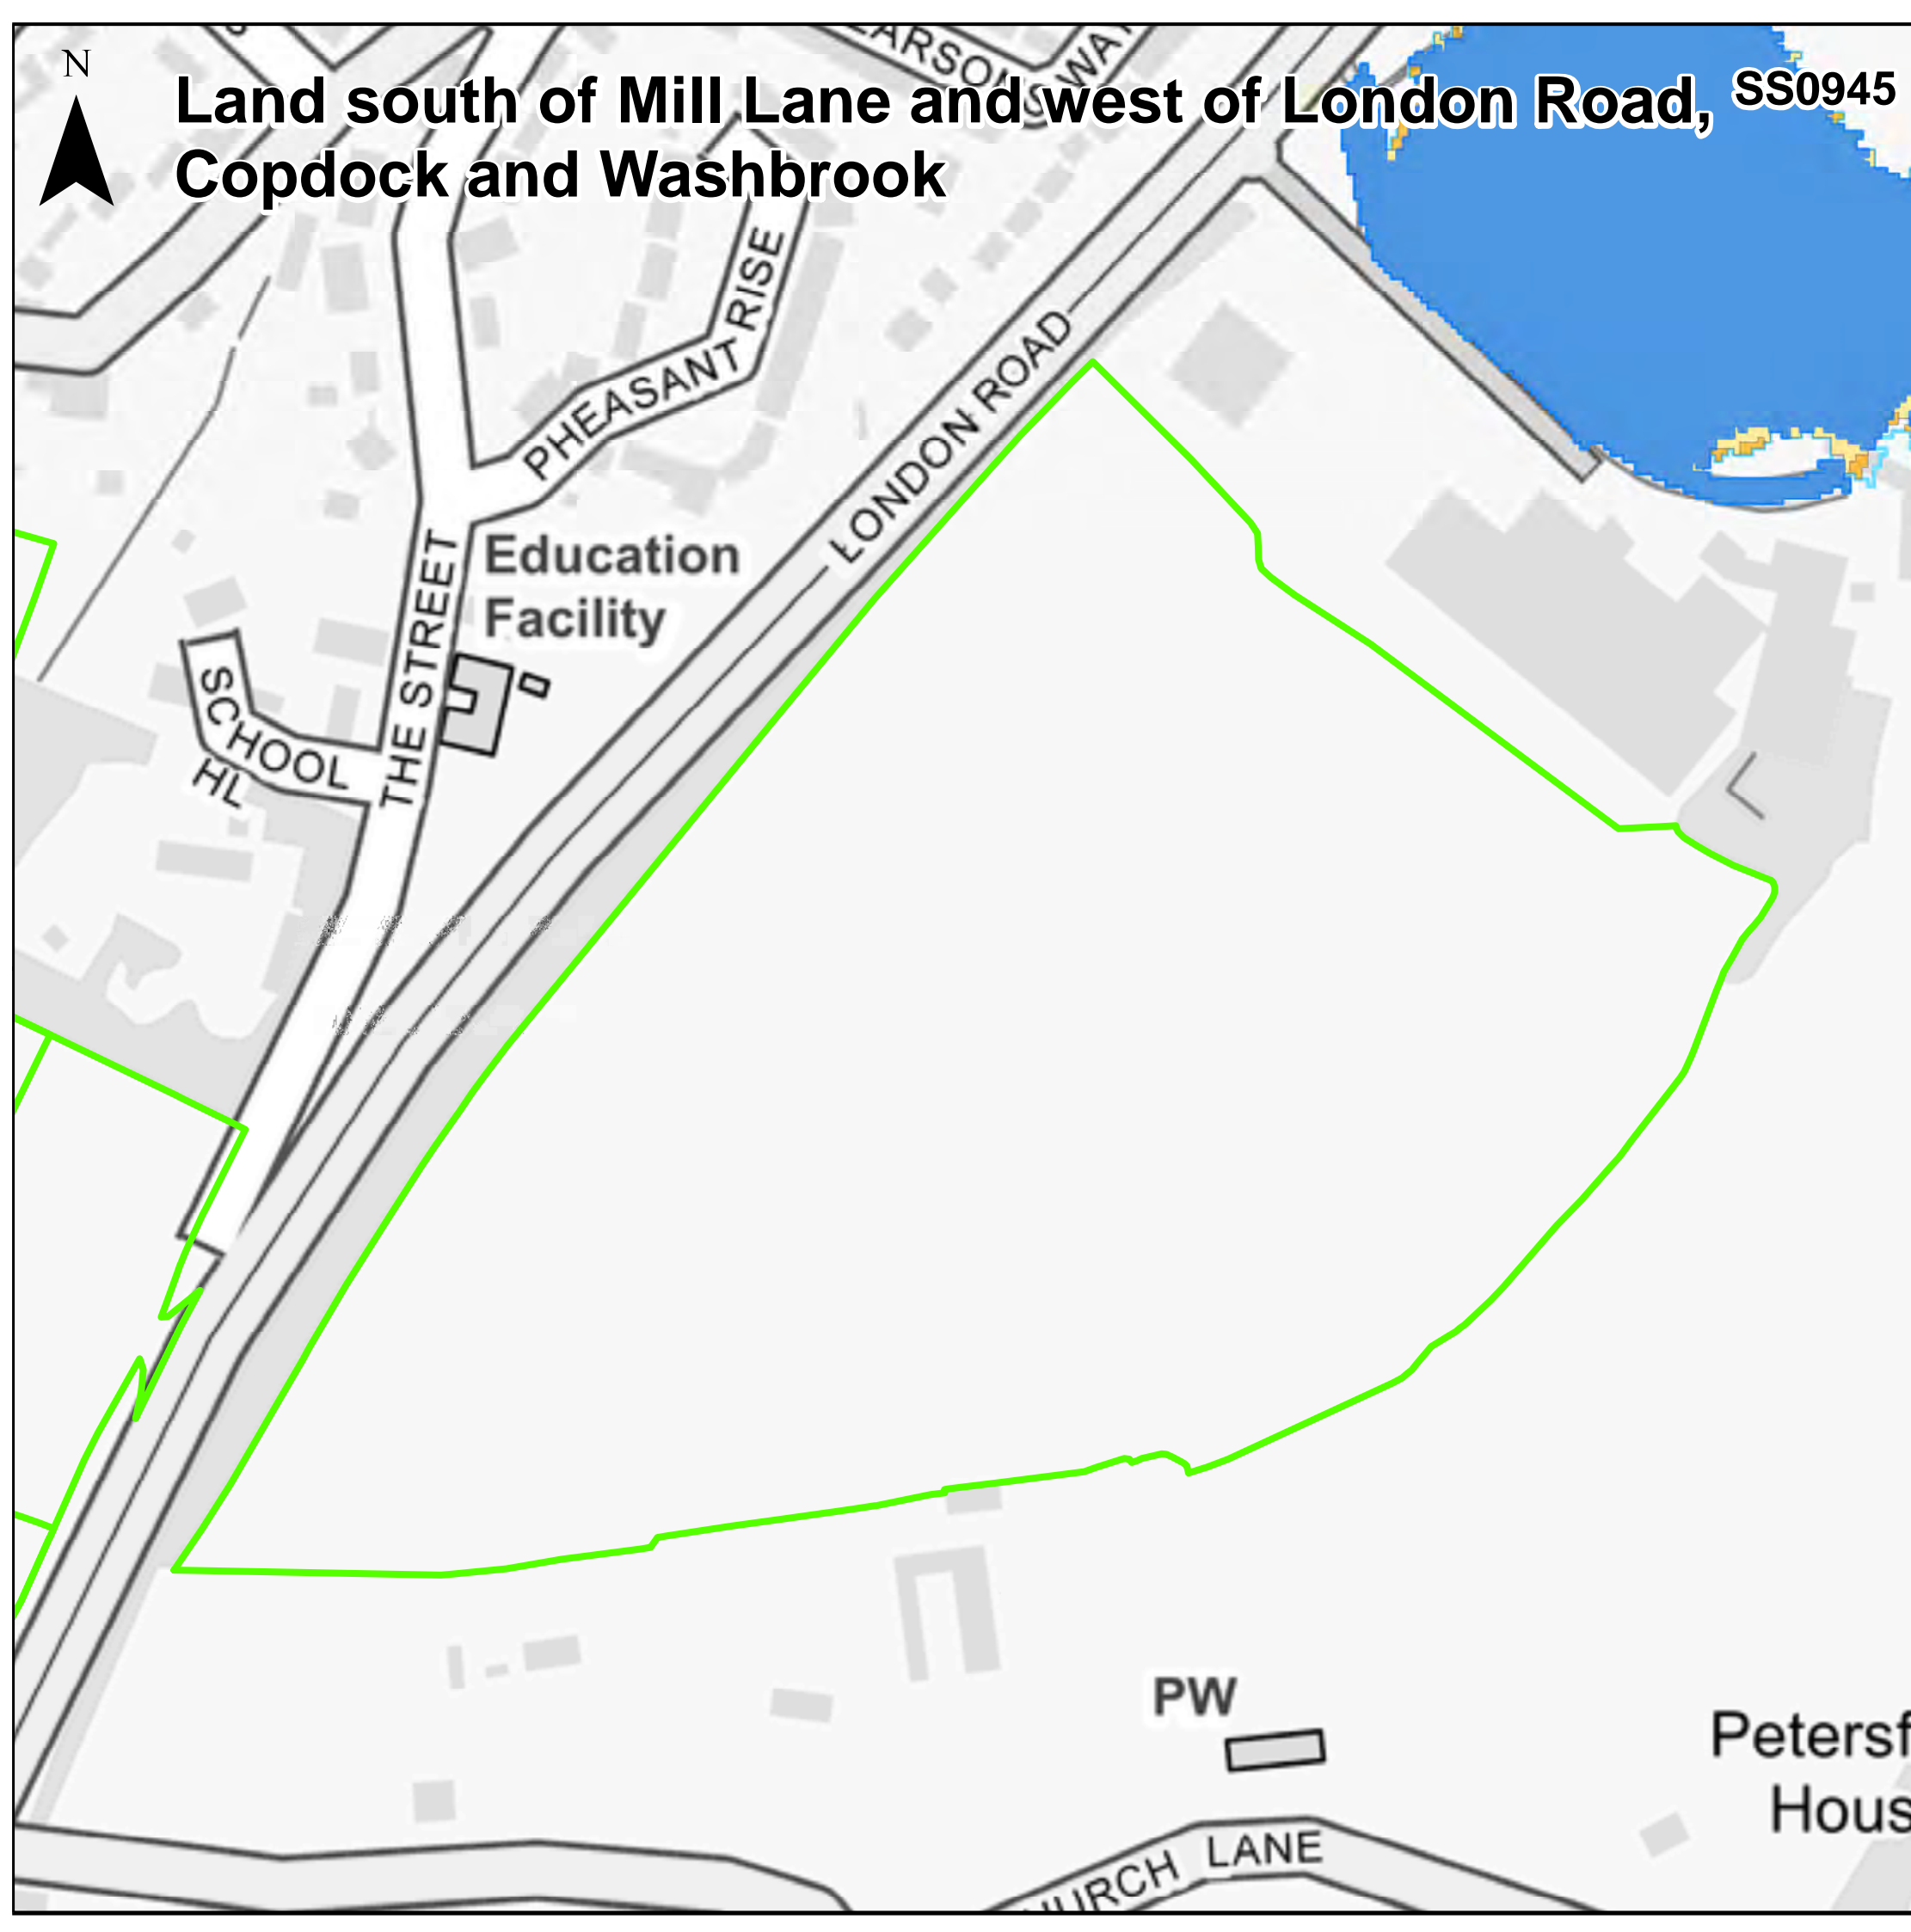 N
Land south of Mill Lane and west of London Road,
Copdock and Washbrook
SS0945
PHEASANT RISE
LONDON ROAD
Education
Facility
THE STREET
SCHOOL
HL
PW
LANE